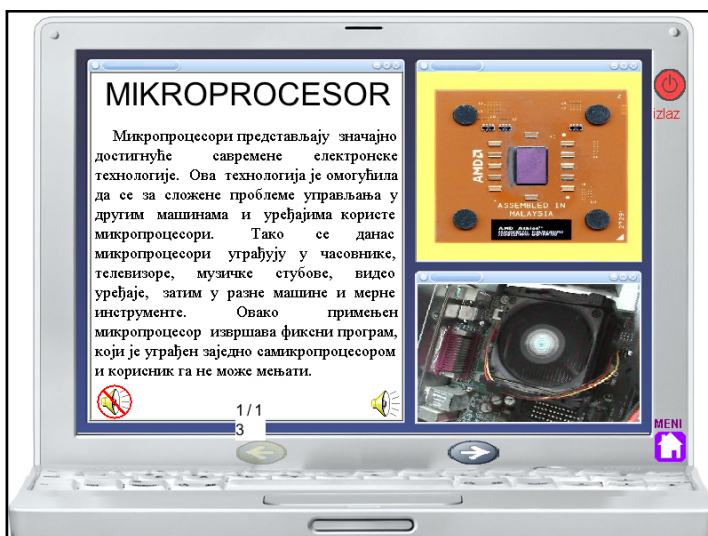 MIKROPROCESOR
Микропроцесори представљају значајно
достигнуће савремене електронске
технологије. Ова технологија је омогућила
да се за сложене проблеме управљања у
другим машинама и уређајима користе
микропроцесори. Тако се данас
микропроцесори уграђују у часовнике,
телевизоре, музичке стубове, видео
уређаје, затим у разне машине и мерне
инструменте. Овако примењен
микропроцесор извршава фиксни програм,
који је уграђен заједно самикропроцесором
и корисник га не може мењати.
1 / 1
3
AMD
ASSEMBLED IN
MALAYSIA
AMD Athlon
izlaz
MENI